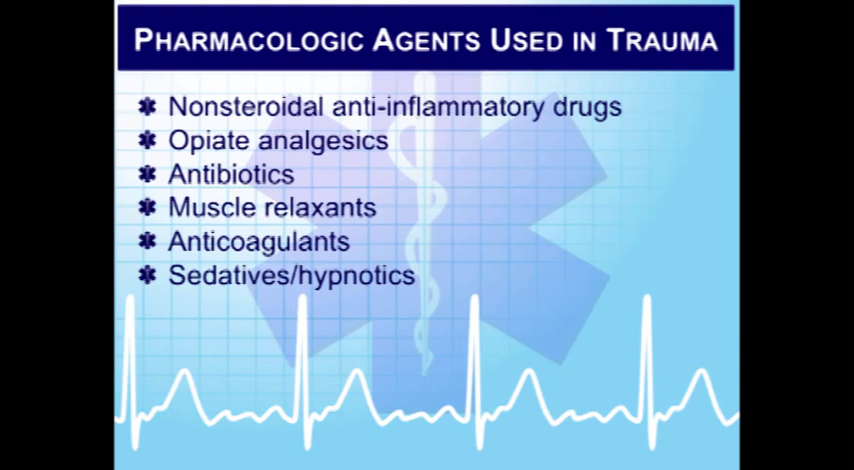 PHARMACOLOGIC AGENTS USED IN TRAUMA
Nonsteroidal anti-inflammatory drugs
Opiate analgesics
Antibiotics
Muscle relaxants
Anticoagulants
Sedatives/hypnotics